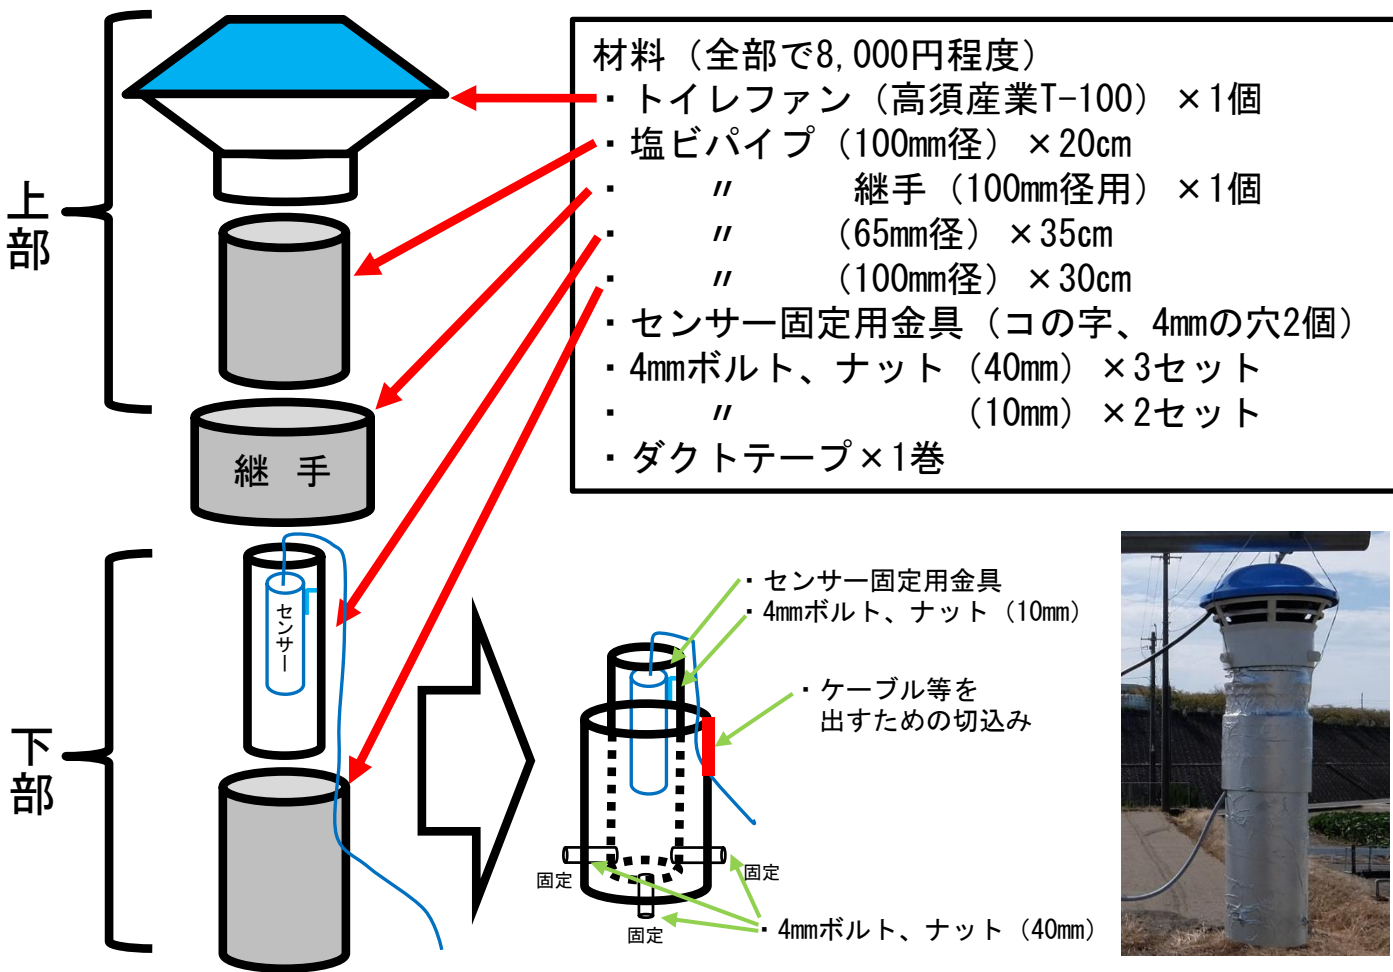 材料（全部で8,000円程度）
・トイレファン（高須産業T-100）×1個
・塩ビパイプ（100mm径）×20cm
・　〃　継手（100mm径用）×1個
・　〃　（65mm径）×35cm
・　〃　（100mm径）×30cm
・センサー固定用金具（コの字、4mmの穴2個）
・4mmボルト、ナット（40mm）×3セット
・　〃　（10mm）×2セット
・ダクトテープ×1巻
上部
継 手
下部
センサー
・センサー固定用金具
・4mmボルト、ナット（10mm）
・ケーブル等を
出すための切込み
固定
固定
固定
・4mmボルト、ナット（40mm）